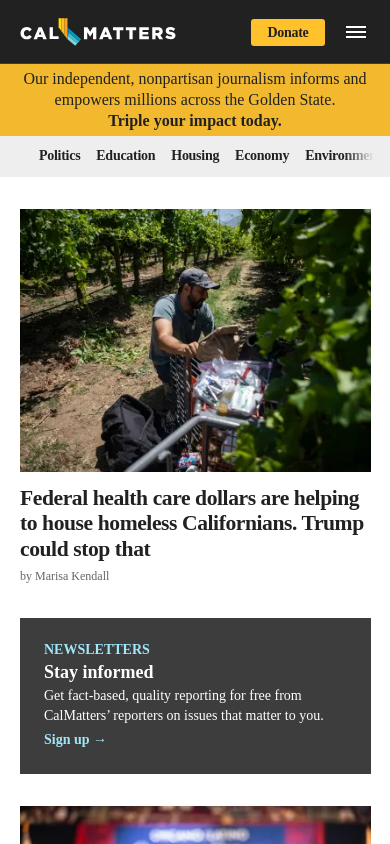 CALMATTERS
Donate
Our independent, nonpartisan journalism informs and
empowers millions across the Golden State.
Triple your impact today.
Politics Education Housing Economy
Federal health care dollars are helping
to house homeless Californians. Trump
could stop that
by Marisa Kendall
NEWSLETTERS
Stay informed
Get fact-based, quality reporting for free from
CalMatters’ reporters on issues that matter to you.
Sign up →